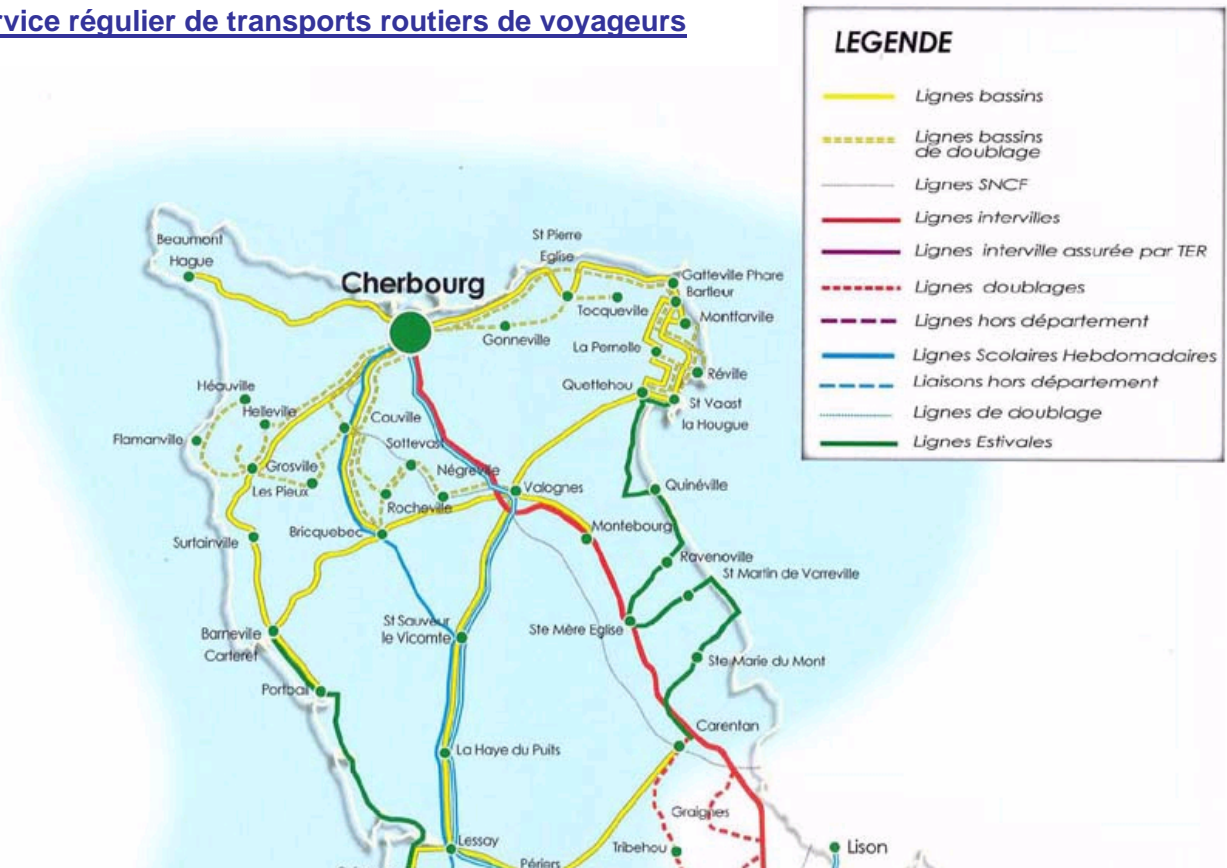 rvice régulier de transports routiers de voyageurs
LEGENDE
Lignes bassins
Lignes bassins
de doublage
Lignes SNCF
Lignes intervilles
Lignes interville assurée par TER
Lignes doublages
Lignes hors département
Lignes Scolaires Hebdomadaires
Liaisons hors département
Lignes de doublage
Lignes Estivales
Beaumont
Hague
Cherbourg
St Pierre
Eglise
Gatteville Phare
Barfleur
Tocqueville
Montfarville
Gonneville
La Pernelle
Réville
Quettehou
St Vaast
la Hougue
Héauville
Helleville
Couville
Flamanville
Sottevast
Grosville
Négreville
Les Pieux
Valognes
Quinéville
Rocheville
Bricquebec
Montebourg
Surtainville
Ravenoville
St Martin de Varreville
St Sauveur
le Vicomte
Ste Mère Eglise
Barneville
Carteret
Ste Marie du Mont
Portbail
Carentan
La Haye du Puits
Graignes
Lessay
Tribehou
Lison
Périers